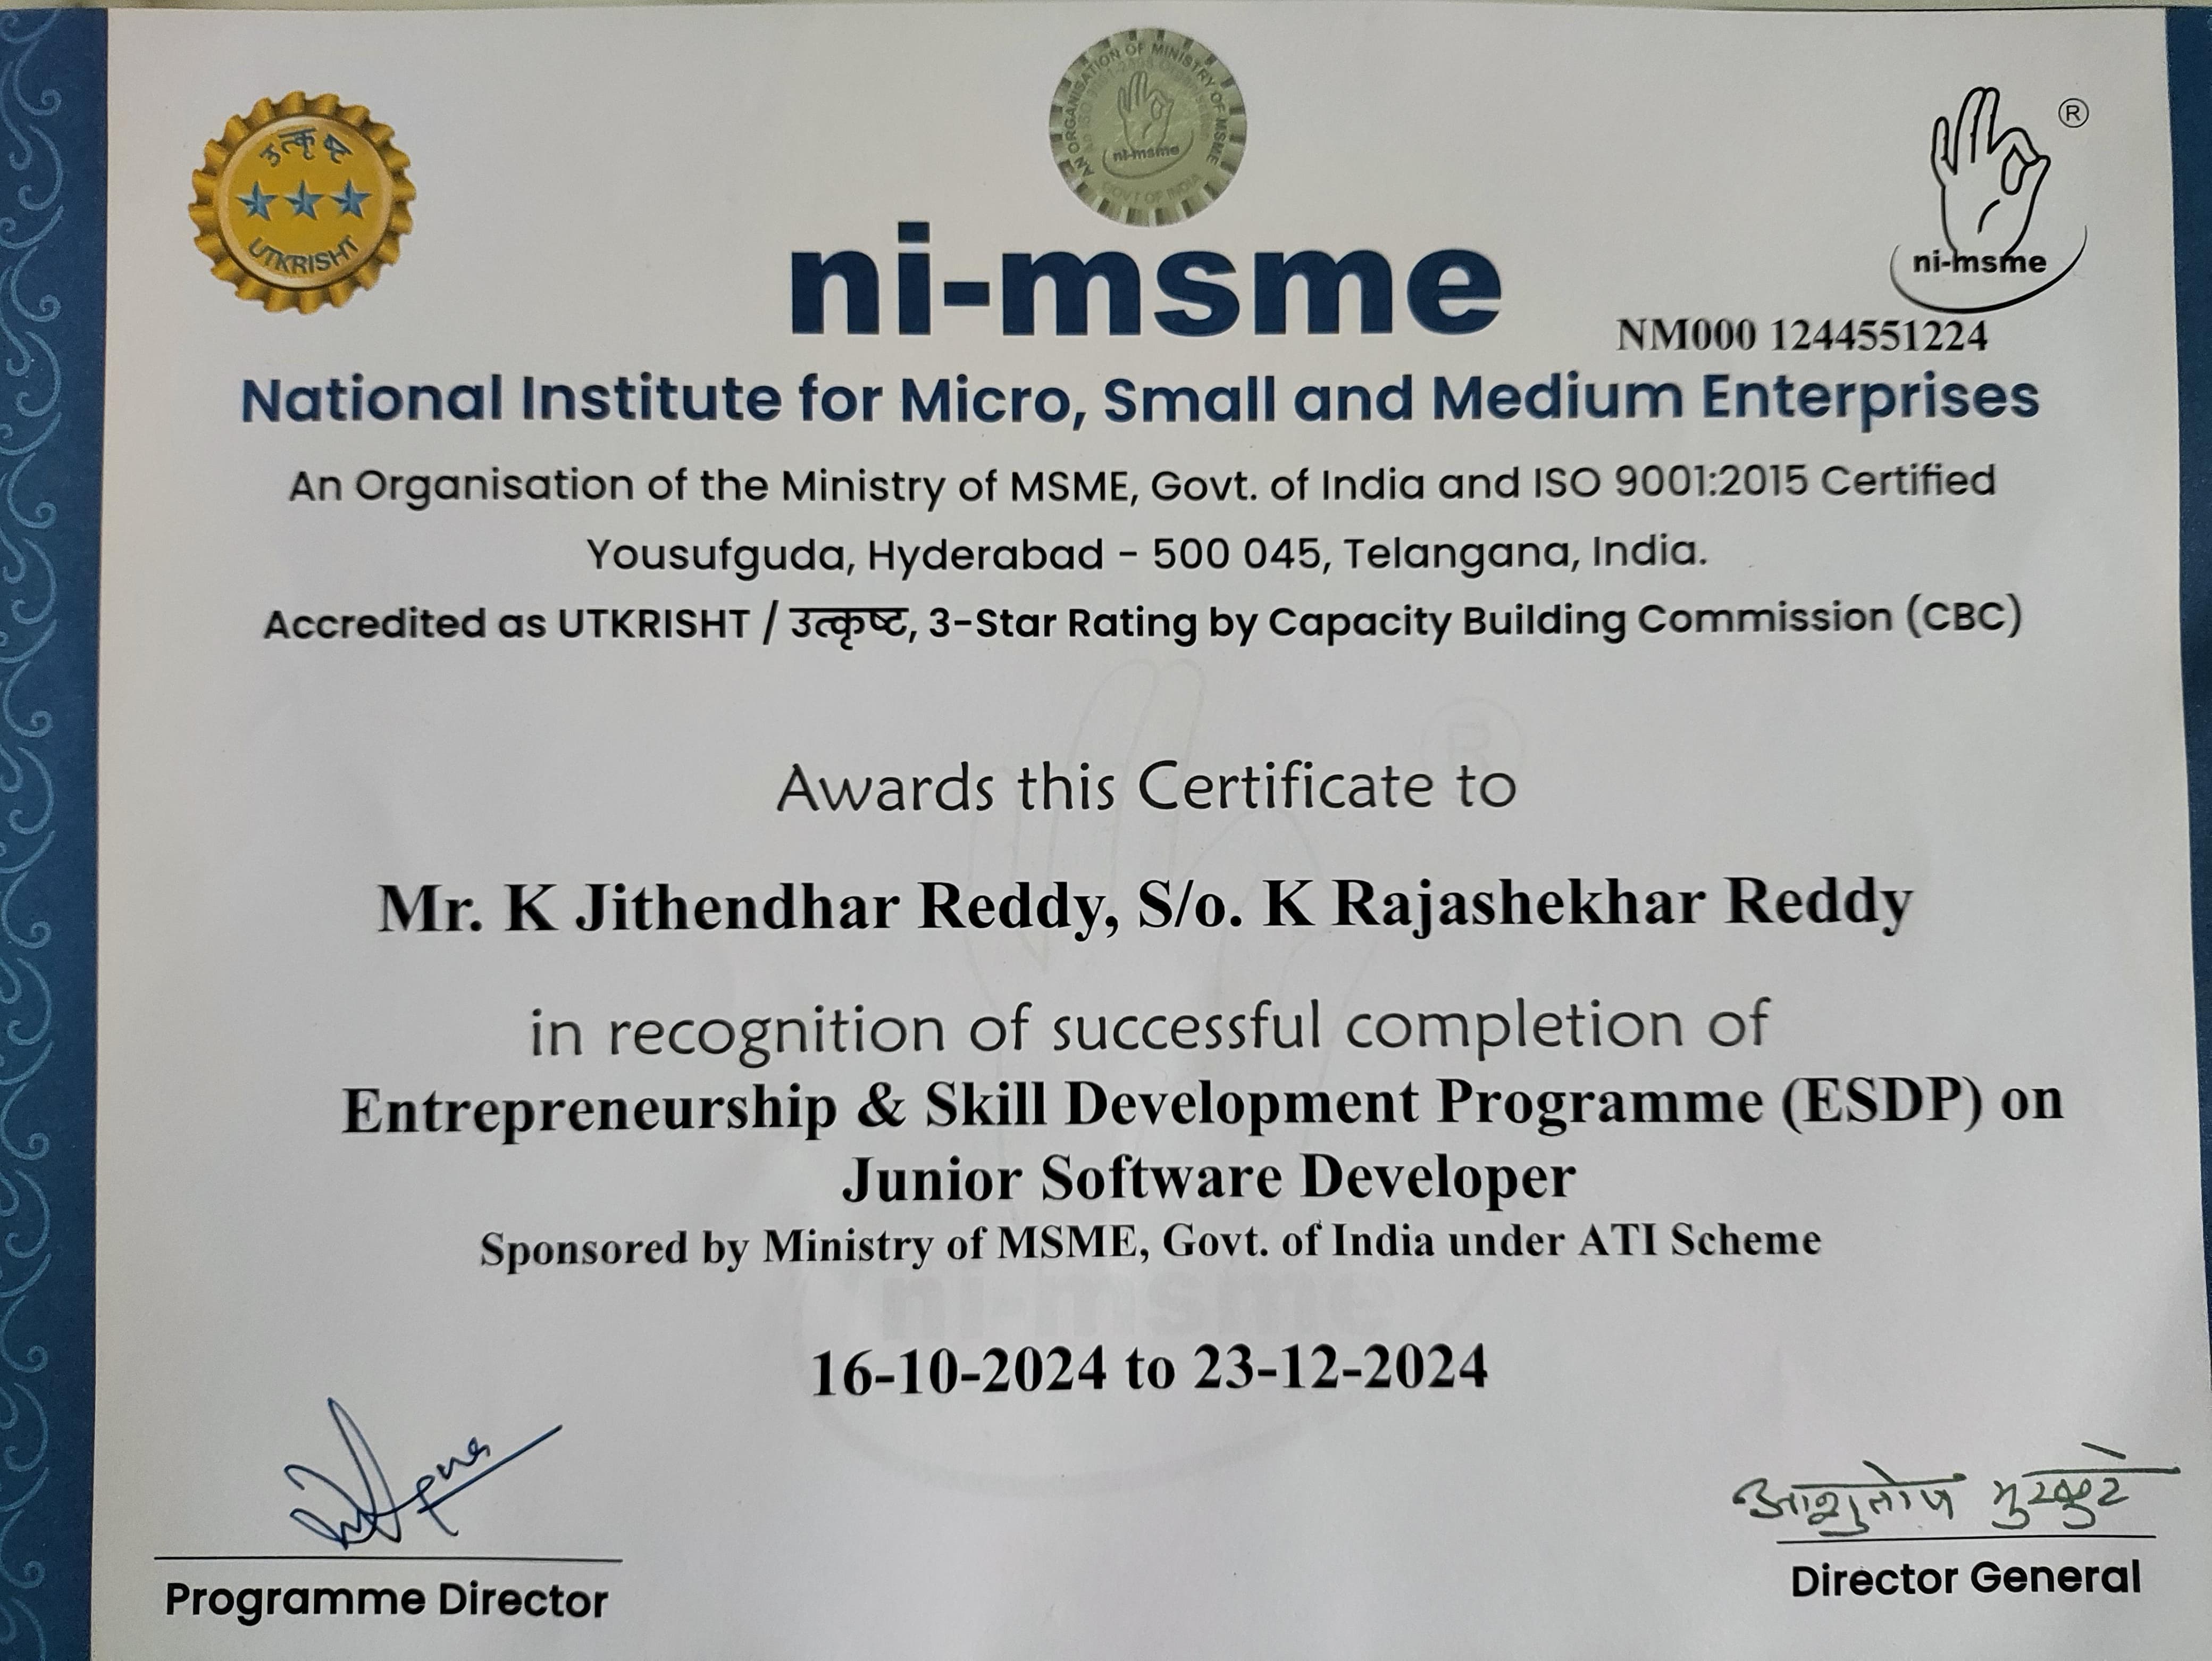 AN ORGANISATION OF MINISTRY OF MSME
ni-msme
GOVT OF INDIA
उत्कृष्ट
UTKRISHT
®
ni-msme
ni-msme
NM000 1244551224
National Institute for Micro, Small and Medium Enterprises
An Organisation of the Ministry of MSME, Govt. of India and ISO 9001:2015 Certified
Yousufguda, Hyderabad - 500 045, Telangana, India.
Accredited as UTKRISHT / उत्कृष्ट, 3-Star Rating by Capacity Building Commission (CBC)
Awards this Certificate to
Mr. K Jithendhar Reddy, S/o. K Rajashekhar Reddy
in recognition of successful completion of
Entrepreneurship & Skill Development Programme (ESDP) on
Junior Software Developer
Sponsored by Ministry of MSME, Govt. of India under ATI Scheme
ni-msme
16-10-2024 to 23-12-2024
आशुतोष
Programme Director
Director General